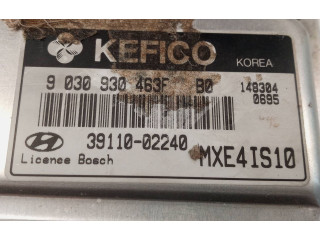 KEFICO KOREA
9 030 930 463F B0 148304
0695
39110-02240
Licence Bosch MXE4IS10